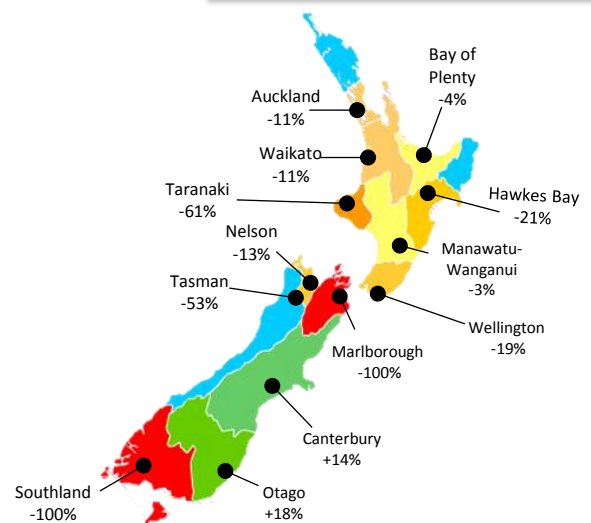 Bay of
Plenty
-4%
Auckland
-11%
Waikato
-11%
Taranaki
-61%
Hawkes Bay
-21%
Nelson
-13%
Manawatu-
Wanganui
-3%
Tasman
-53%
Wellington
-19%
Marlborough
-100%
Canterbury
+14%
Southland
-100%
Otago
+18%